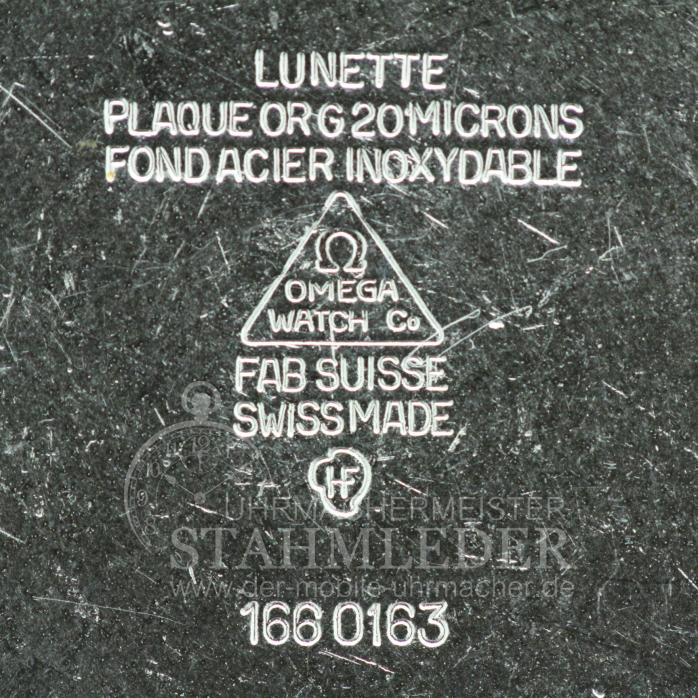 LUNETTE
PLAQUE OR G 20 MICRONS
FOND ACIER INOXYDABLE
Ω
OMEGA
WATCH Co
FAB SUISSE
SWISS MADE
HF
UHRMACHERMEISTER
STAHMLEDER
www.der-mobile-uhrmacher.de
166 0163